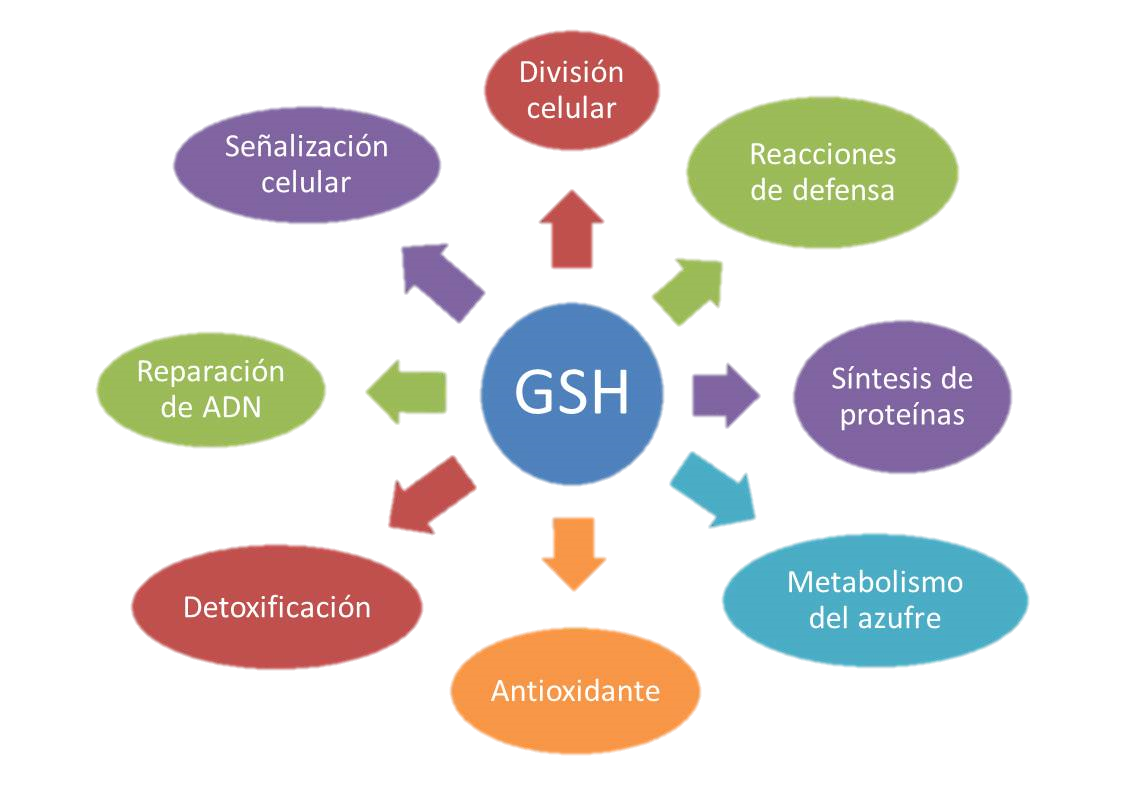 División
celular
Señalización
celular
Reacciones
de defensa
Reparación
de ADN
GSH
Síntesis de
proteínas
Detoxificación
Metabolismo
del azufre
Antioxidante